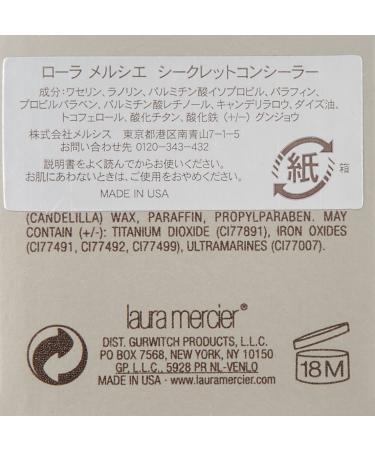 ローラ メルシエ シークレットコンシーラー
成分:ワセリン、ラノリン、パルミチン酸イソプロピル、パラフィン、
プロピルパラベン、パルミチン酸レチノール、キャンデリラロウ、ダイズ油、
トコフェロール、酸化チタン、酸化鉄 (+/-) グンジョウ
株式会社メルシス 東京都港区南青山7-1-5
お問い合わせ先 0120-343-432
説明書をよく読んでからお使いください。
お肌にあわないときは、ご使用をおやめください。
MADE IN USA
紙
箱
(CANDELILLA) WAX, PARAFFIN, PROPYLPARABEN. MAY
CONTAIN (+/-): TITANIUM DIOXIDE (CI77891), IRON OXIDES
(CI77491, CI77492, CI77499), ULTRAMARINES (CI77007).
laura mercier®
DIST. GURWITCH PRODUCTS, L.L.C.
PO BOX 7568, NEW YORK, NY 10150
GP, L.L.C., 5928 PR NL-VENLO
MADE IN USA · www.lauramercier.com
18M